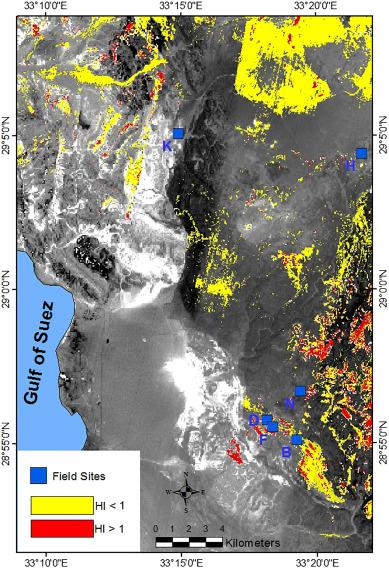 33°10'0"E 33°15'0"E 33°20'0"E
29°5'0"N 29°5'0"N
K
H
29°0'0"N 29°0'0"N
Gulf of Suez
N
D
F
B
28°55'0"N 28°55'0"N
Field Sites
HI < 1
HI > 1
N
W E
S
0 1 2 3 4
Kilometers
33°10'0"E 33°15'0"E 33°20'0"E